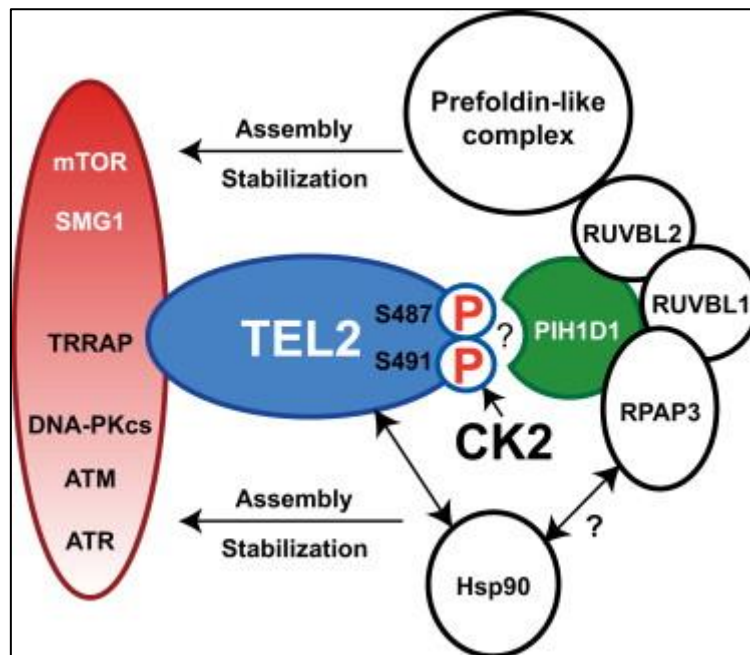 Prefoldin-like
complex
Assembly
Stabilization
mTOR
SMG1
TRRAP
DNA-PKcs
ATM
ATR
TEL2
S487
P
S491
P
?
PIH1D1
RUVBL2
RUVBL1
RPAP3
CK2
Assembly
Stabilization
?
Hsp90